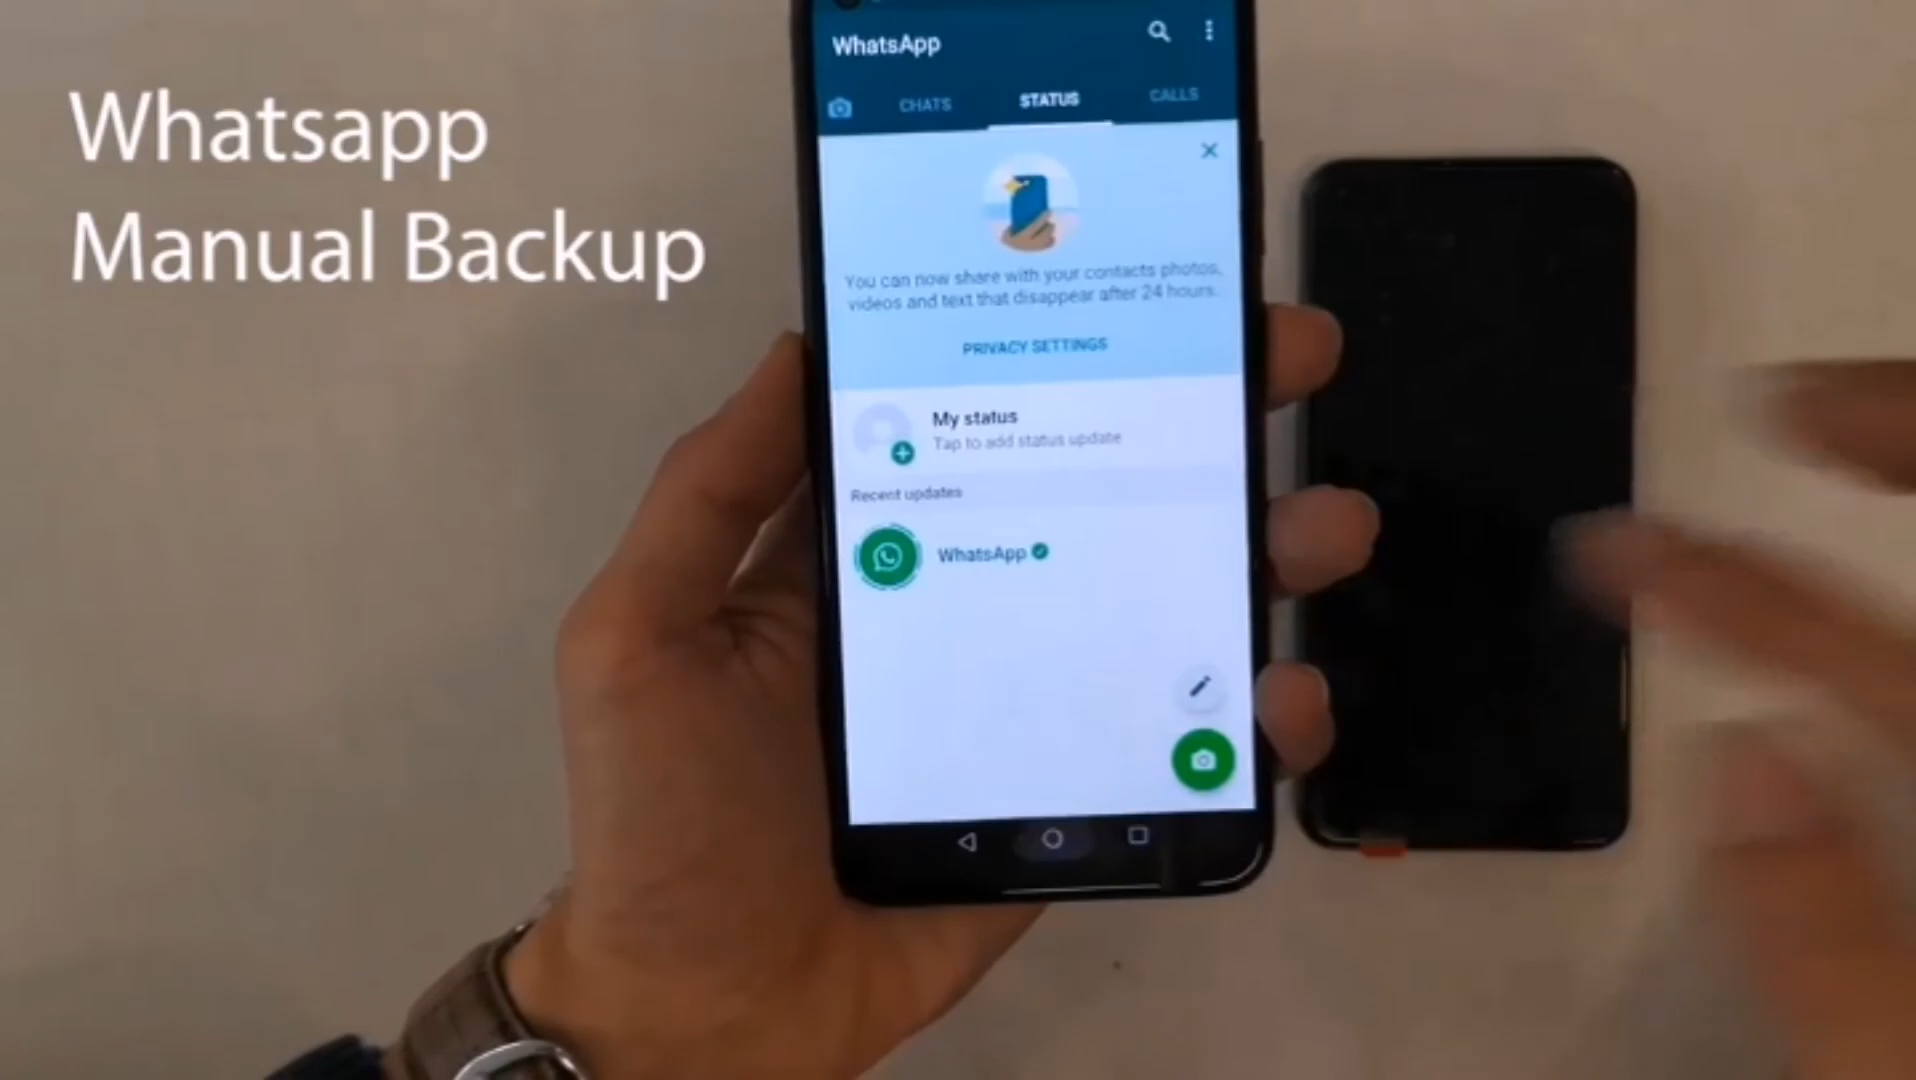 Whatsapp
Manual Backup
WhatsApp
CHATS STATUS CALLS
You can now share with your contacts photos,
videos and text that disappear after 24 hours.
PRIVACY SETTINGS
My status
Tap to add status update
Recent updates
WhatsApp